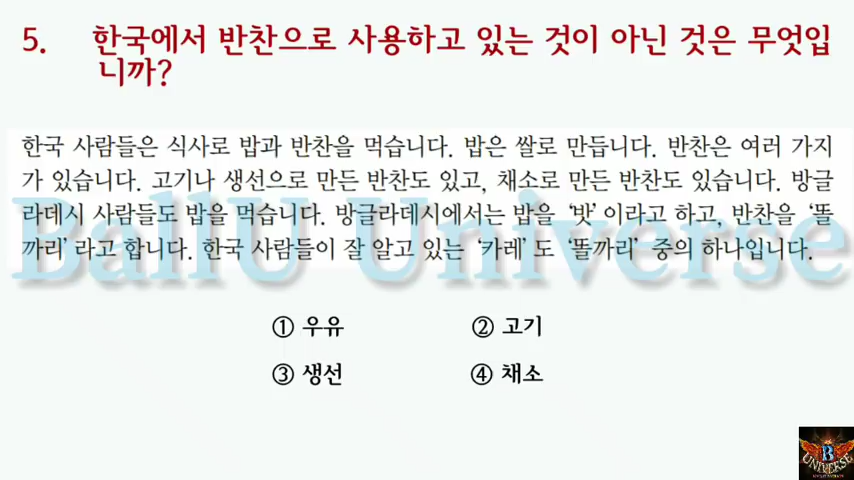 5. 한국에서 반찬으로 사용하고 있는 것이 아닌 것은 무엇입
니까?
한국 사람들은 식사로 밥과 반찬을 먹습니다. 밥은 쌀로 만듭니다. 반찬은 여러 가지
가 있습니다. 고기나 생선으로 만든 반찬도 있고, 채소로 만든 반찬도 있습니다. 방글
라데시 사람들도 밥을 먹습니다. 방글라데시에서는 밥을 ‘밧’이라고 하고, 반찬을 ‘똘
까리’라고 합니다. 한국 사람들이 잘 알고 있는 ‘카레’도 ‘똘까리’ 중의 하나입니다.
BallU Universe
① 우유 ② 고기
③ 생선 ④ 채소
B
UNIVERSE